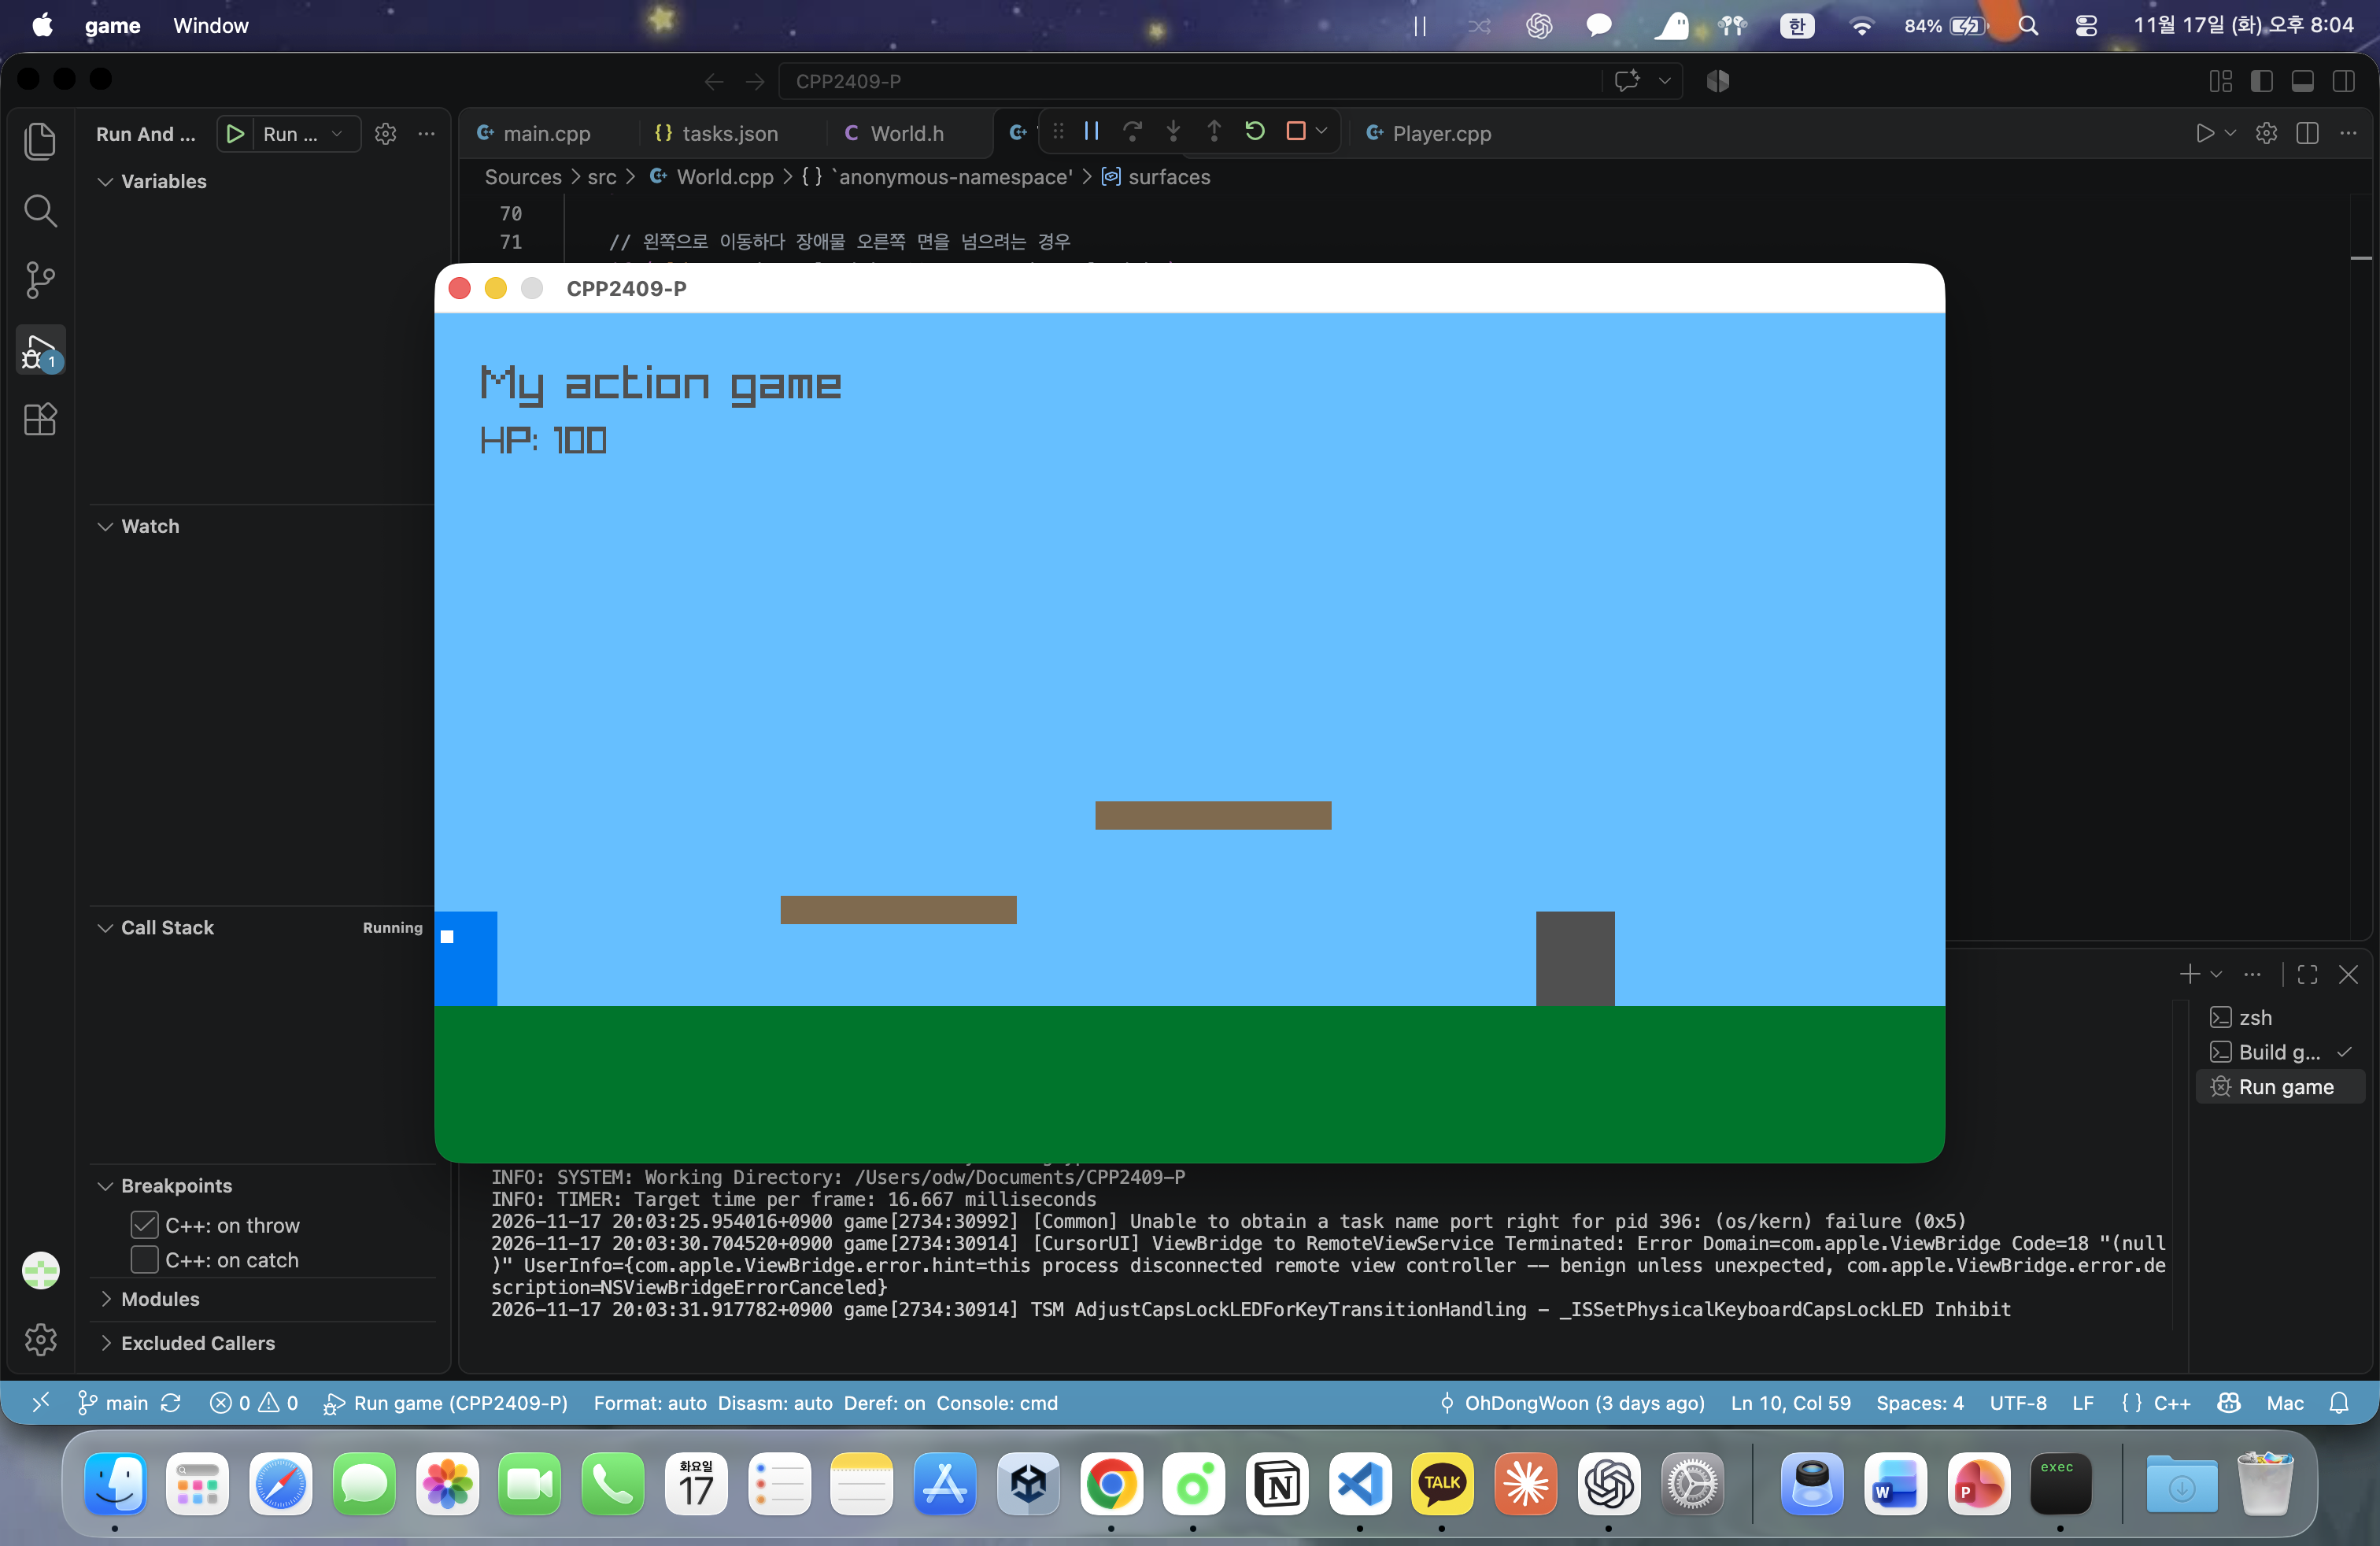 game Window 한 84% 11월 17일 (화) 오후 8:04
CPP2409-P
Run And ... Run ...
main.cpp tasks.json World.h Player.cpp
Sources > src > World.cpp > {} `anonymous-namespace' > surfaces
Variables
70
71 // 왼쪽으로 이동하다 장애물 오른쪽 면을 넘으려는 경우
CPP2409-P
My action game
HP: 100
Watch
Call Stack Running
Breakpoints
C++: on throw
C++: on catch
Modules
Excluded Callers
1
zsh
Build g...
Run game
INFO: SYSTEM: Working Directory: /Users/odw/Documents/CPP2409-P
INFO: TIMER: Target time per frame: 16.667 milliseconds
2026-11-17 20:03:25.954016+0900 game[2734:30992] [Common] Unable to obtain a task name port right for pid 396: (os/kern) failure (0x5)
2026-11-17 20:03:30.704520+0900 game[2734:30914] [CursorUI] ViewBridge to RemoteViewService Terminated: Error Domain=com.apple.ViewBridge Code=18 "(null
)" UserInfo={com.apple.ViewBridge.error.hint=this process disconnected remote view controller -- benign unless unexpected, com.apple.ViewBridge.error.de
scription=NSViewBridgeErrorCanceled}
2026-11-17 20:03:31.917782+0900 game[2734:30914] TSM AdjustCapsLockLEDForKeyTransitionHandling - _ISSetPhysicalKeyboardCapsLockLED Inhibit
main 0 0 Run game (CPP2409-P) Format: auto Disasm: auto Deref: on Console: cmd OhDongWoon (3 days ago) Ln 10, Col 59 Spaces: 4 UTF-8 LF {} C++ Mac
화요일
17
TALK
W
P
exec